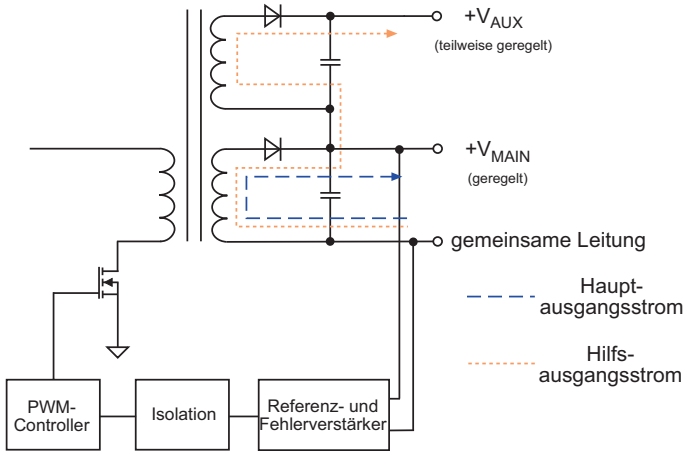 +VAUX
(teilweise geregelt)
+VMAIN
(geregelt)
gemeinsame Leitung
Haupt-
ausgangsstrom
Hilfs-
ausgangsstrom
PWM-
Controller
Isolation
Referenz- und
Fehlerverstärker